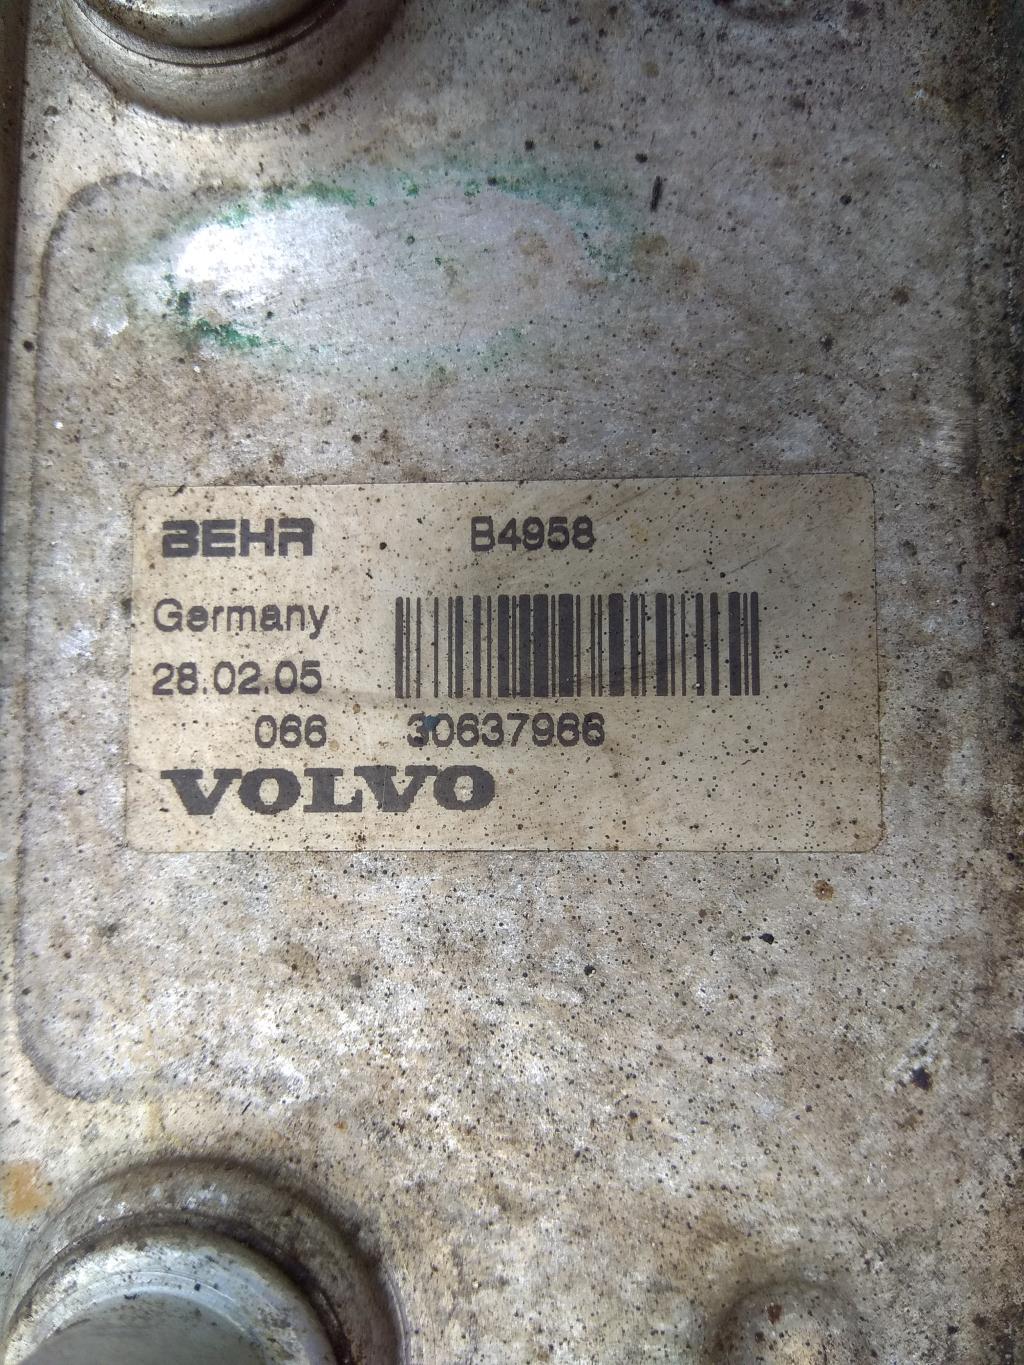 BEHR B4958
Germany
28.02.05
066 30637966
VOLVO